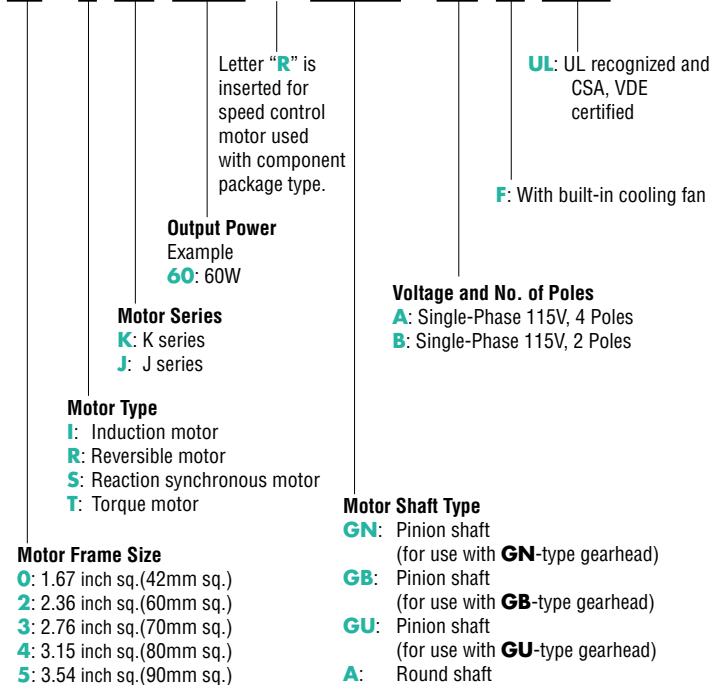 Letter “R” is
inserted for
speed control
motor used
with component
package type.
UL: UL recognized and
CSA, VDE
certified
F: With built-in cooling fan
Output Power
Example
60: 60W
Voltage and No. of Poles
A: Single-Phase 115V, 4 Poles
B: Single-Phase 115V, 2 Poles
Motor Series
K: K series
J: J series
Motor Type
I: Induction motor
R: Reversible motor
S: Reaction synchronous motor
T: Torque motor
Motor Shaft Type
GN: Pinion shaft
(for use with GN-type gearhead)
GB: Pinion shaft
(for use with GB-type gearhead)
GU: Pinion shaft
(for use with GU-type gearhead)
A: Round shaft
Motor Frame Size
0: 1.67 inch sq.(42mm sq.)
2: 2.36 inch sq.(60mm sq.)
3: 2.76 inch sq.(70mm sq.)
4: 3.15 inch sq.(80mm sq.)
5: 3.54 inch sq.(90mm sq.)